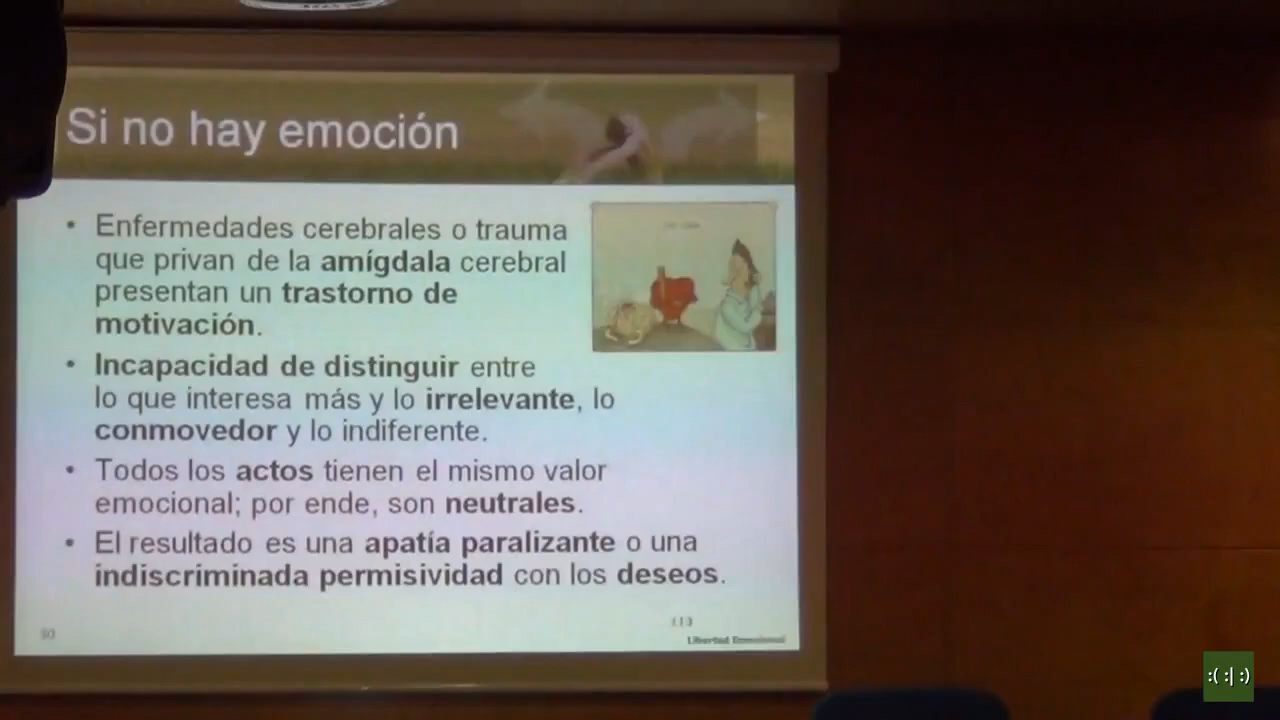 Si no hay emoción
• Enfermedades cerebrales o trauma
que privan de la amígdala cerebral
presentan un trastorno de
motivación.
• Incapacidad de distinguir entre
lo que interesa más y lo irrelevante, lo
conmovedor y lo indiferente.
• Todos los actos tienen el mismo valor
emocional; por ende, son neutrales.
• El resultado es una apatía paralizante o una
indiscriminada permisividad con los deseos.
Libertad Emocional
:( :| :)